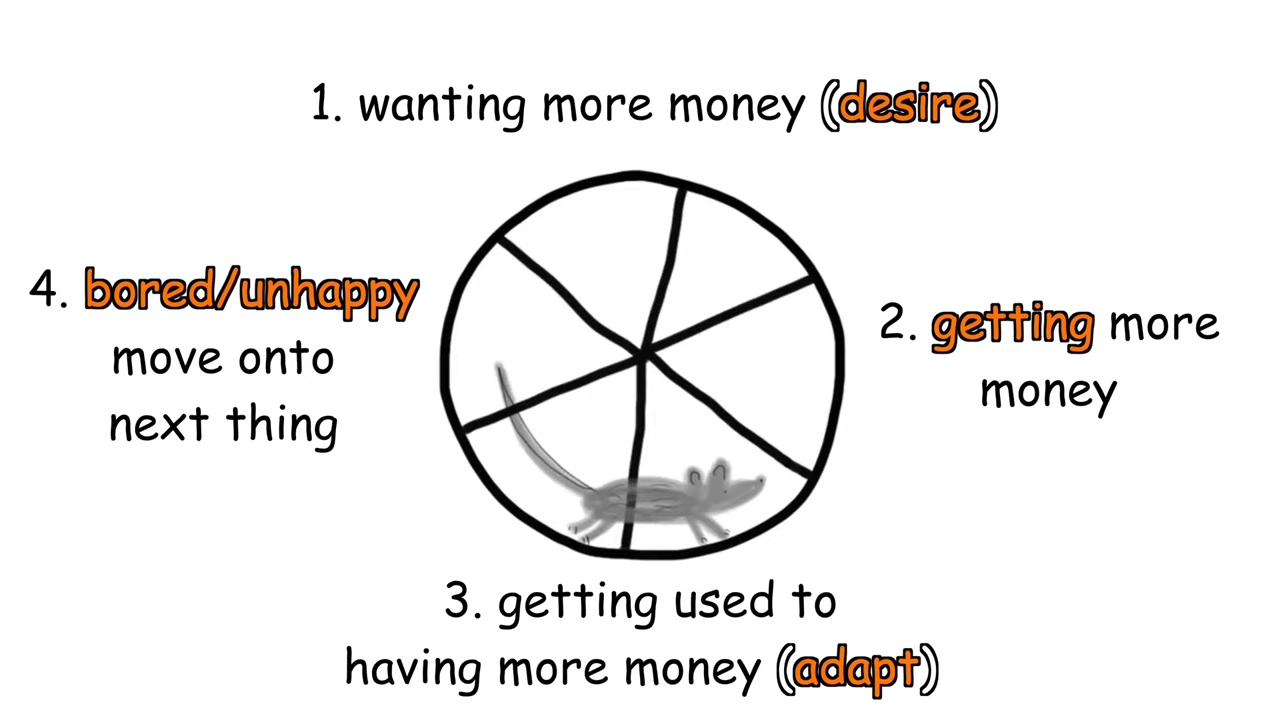 1. wanting more money (desire)
2. getting more
money
3. getting used to
having more money (adapt)
4. bored/unhappy
move onto
next thing